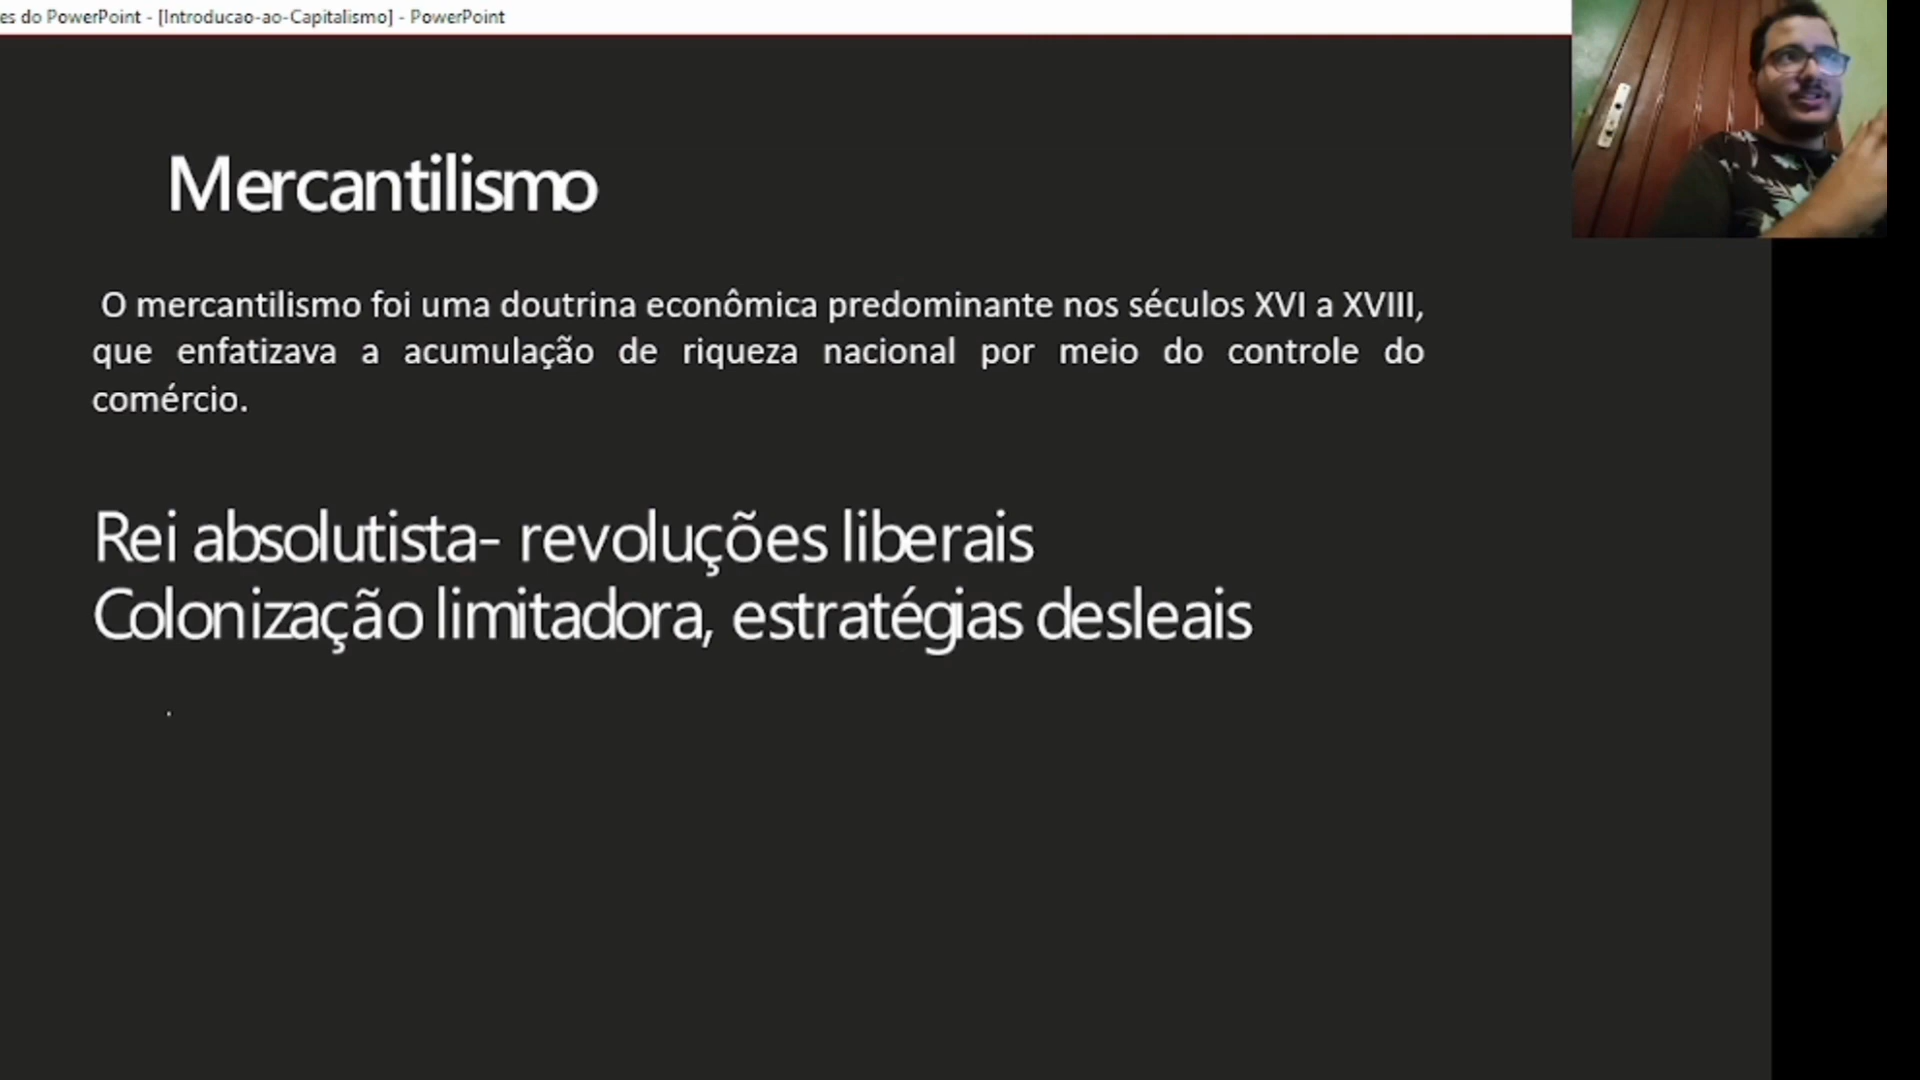 es do PowerPoint - [Introducao-ao-Capitalismo] - PowerPoint
Mercantilismo
O mercantilismo foi uma doutrina econômica predominante nos séculos XVI a XVIII,
que enfatizava a acumulação de riqueza nacional por meio do controle do
comércio.
Rei absolutista- revoluções liberais
Colonização limitadora, estratégias desleais
.